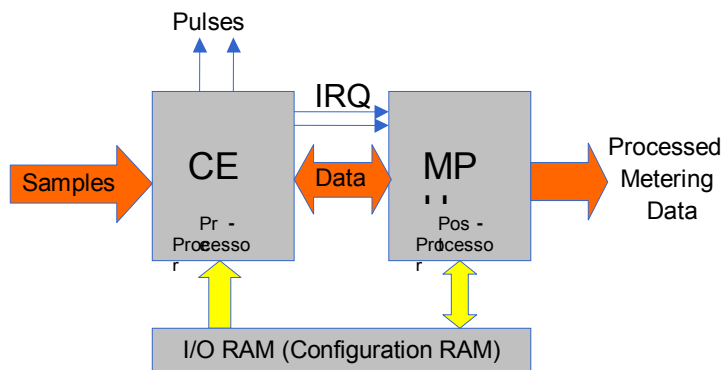 Pulses
IRQ
CE
MP
Samples
Data
Processed
Metering
Data
I/O RAM (Configuration RAM)